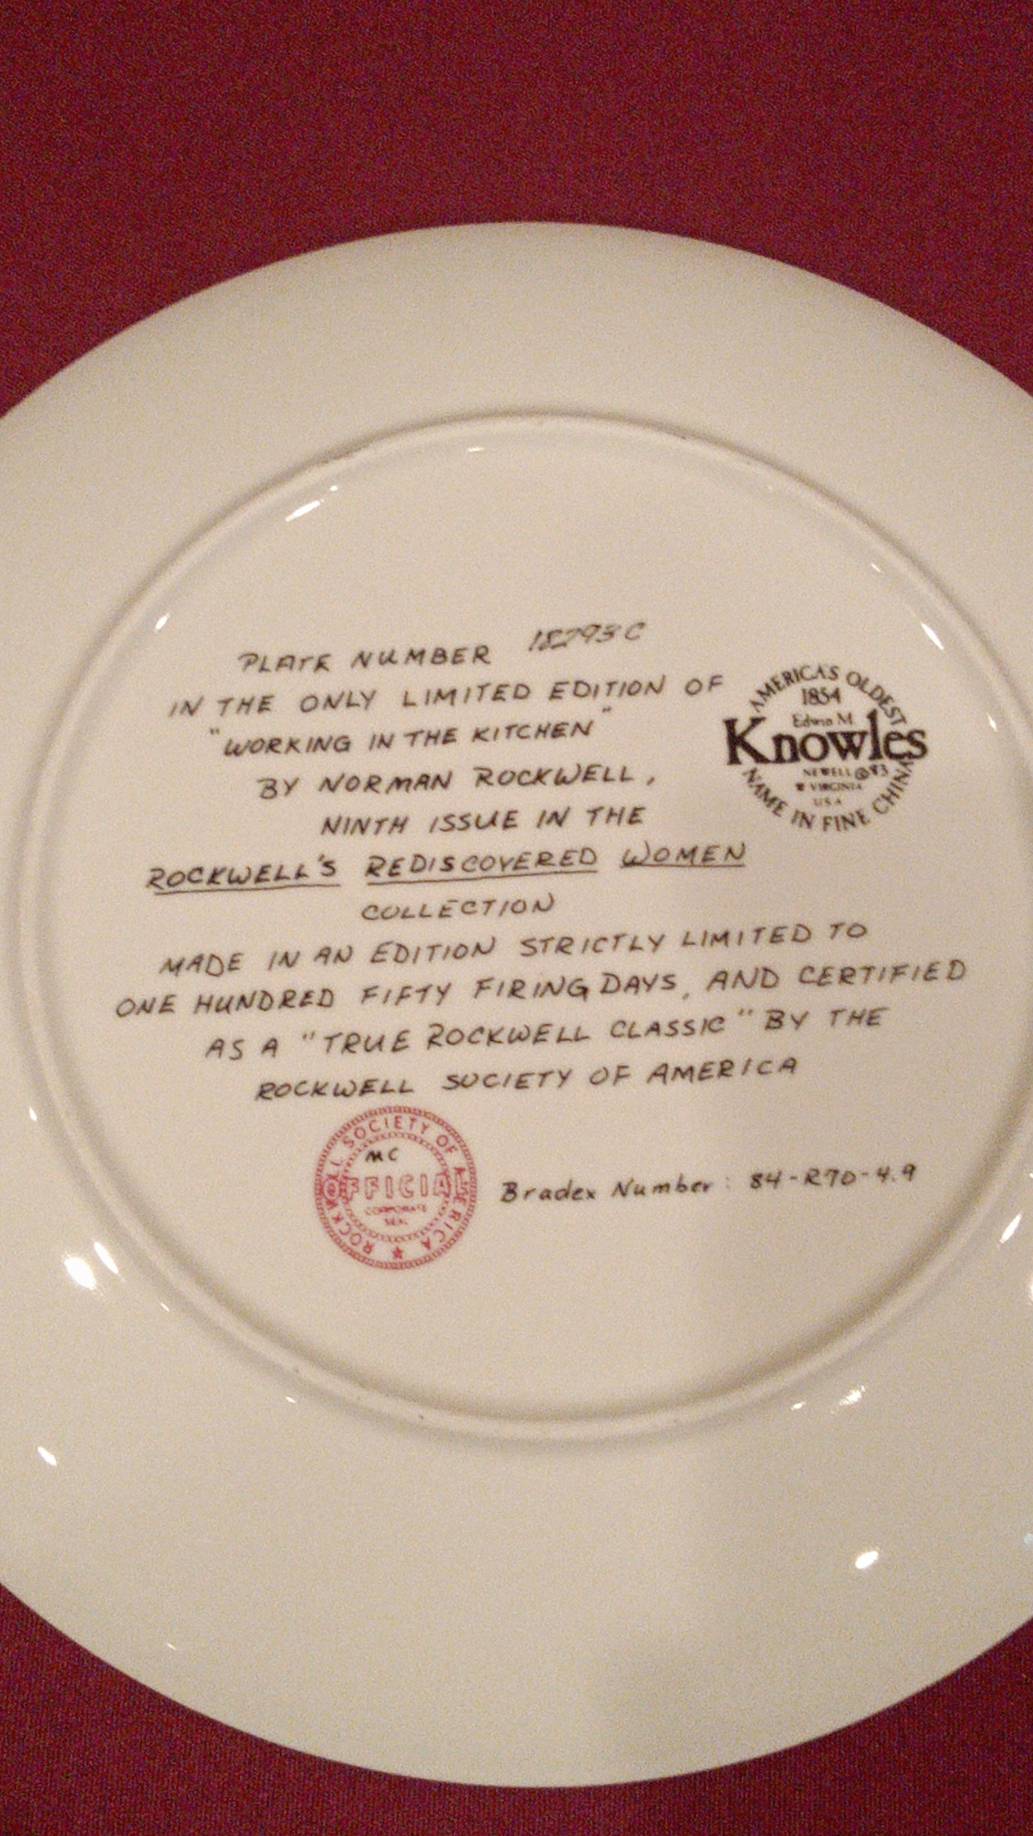 PLATE NUMBER 18293C
IN THE ONLY LIMITED EDITION OF
"WORKING IN THE KITCHEN"
BY NORMAN ROCKWELL,
NINTH ISSUE IN THE
ROCKWELL'S REDISCOVERED WOMEN
COLLECTION
MADE IN AN EDITION STRICTLY LIMITED TO
ONE HUNDRED FIFTY FIRING DAYS, AND CERTIFIED
AS A "TRUE ROCKWELL CLASSIC" BY THE
ROCKWELL SOCIETY OF AMERICA
AMERICA'S OLDEST
1854
Edwin M.
Knowles
NEWELL © '83
W VIRGINIA
USA
NAME IN FINE CHINA
ROCKWELL SOCIETY OF AMERICA
MC
OFFICIAL
CORPORATE
SEAL
Bradex Number: 84-R70-4.9